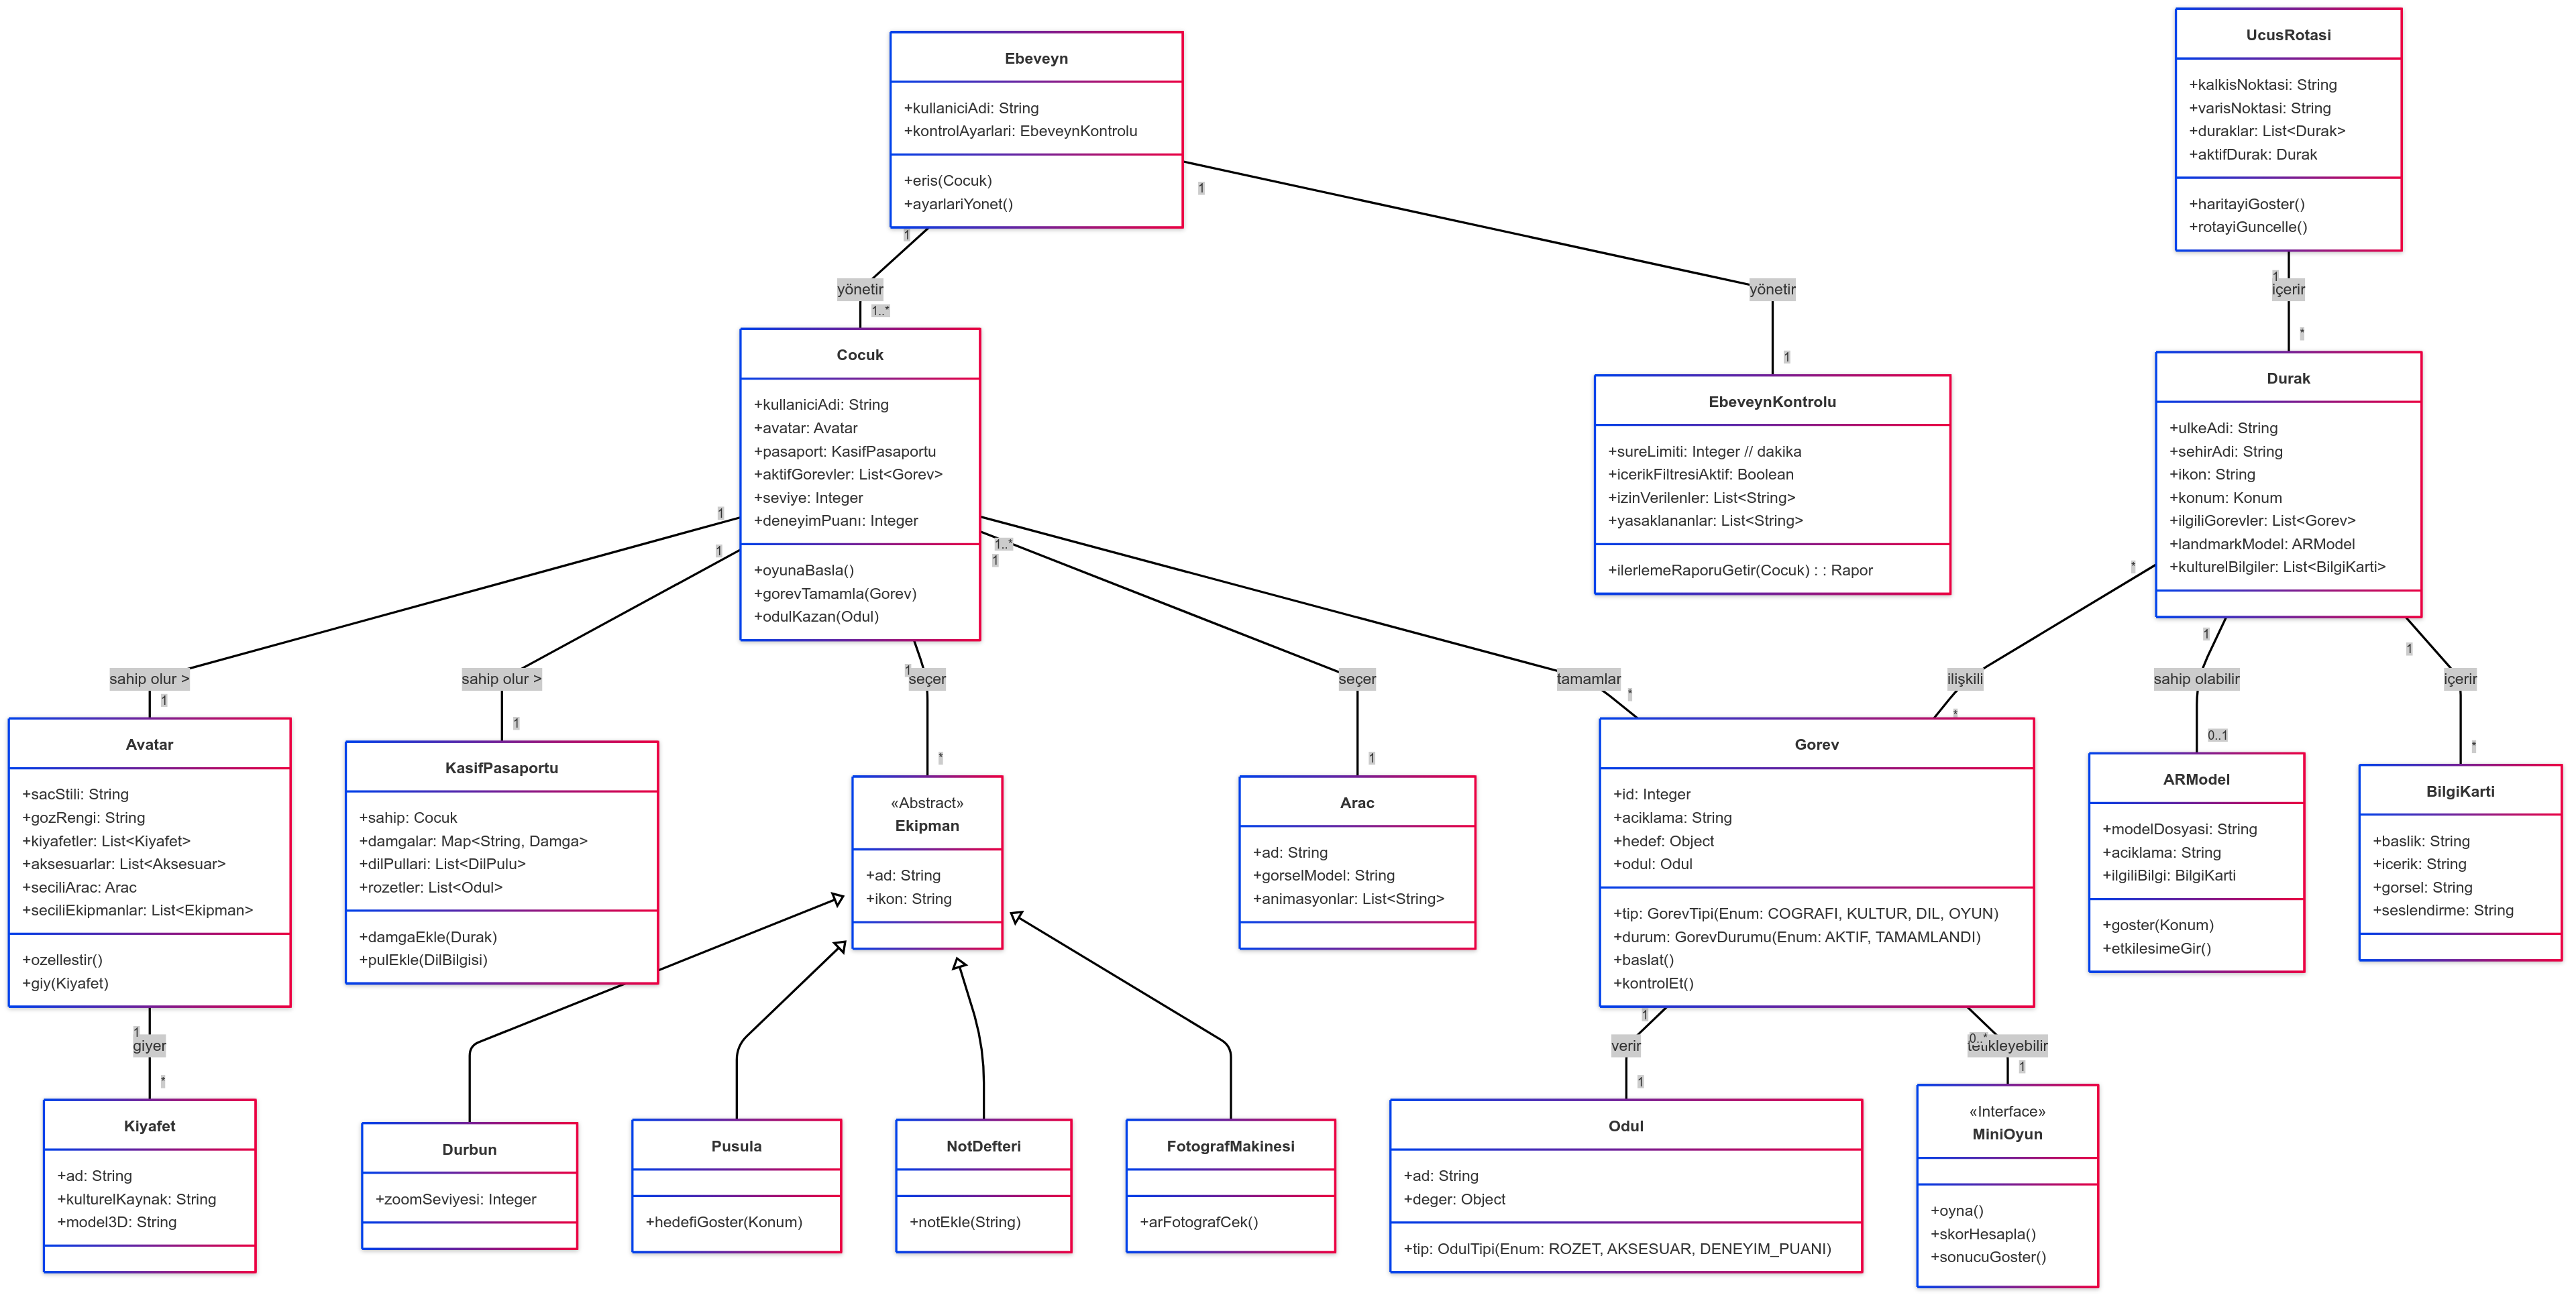 Ebeveyn
+kullaniciAdi: String
+kontrolAyarlari: EbeveynKontrolu
+eris(Cocuk)
+ayarlariYonet()
UcusRotasi
+kalkisNoktasi: String
+varisNoktasi: String
+duraklar: List<Durak>
+aktifDurak: Durak
+haritayiGoster()
+rotayiGuncelle()
1
yönetir
1..*
1
yönetir
1
1
içerir
*
Cocuk
+kullaniciAdi: String
+avatar: Avatar
+pasaport: KasifPasaportu
+aktifGorevler: List<Gorev>
+seviye: Integer
+deneyimPuanı: Integer
+oyunaBasla()
+gorevTamamla(Gorev)
+odulKazan(Odul)
EbeveynKontrolu
+sureLimiti: Integer // dakika
+icerikFiltresiAktif: Boolean
+izinVerilenler: List<String>
+yasaklananlar: List<String>
+ilerlemeRaporuGetir(Cocuk) : : Rapor
Durak
+ulkeAdi: String
+sehirAdi: String
+ikon: String
+konum: Konum
+ilgiliGorevler: List<Gorev>
+landmarkModel: ARModel
+kulturelBilgiler: List<BilgiKarti>
1
sahip olur >
1
1
sahip olur >
1
1
seçer
*
1
seçer
1
1..*
tamamlar
*
*
ilişkili
*
1
sahip olabilir
0..1
1
içerir
*
Avatar
+sacStili: String
+gozRengi: String
+kiyafetler: List<Kiyafet>
+aksesuarlar: List<Aksesuar>
+seciliArac: Arac
+seciliEkipmanlar: List<Ekipman>
+ozellestir()
+giy(Kiyafet)
KasifPasaportu
+sahip: Cocuk
+damgalar: Map<String, Damga>
+dilPullari: List<DilPulu>
+rozetler: List<Odul>
+damgaEkle(Durak)
+pulEkle(DilBilgisi)
«Abstract»
Ekipman
+ad: String
+ikon: String
Arac
+ad: String
+gorselModel: String
+animasyonlar: List<String>
Gorev
+id: Integer
+aciklama: String
+hedef: Object
+odul: Odul
+tip: GorevTipi(Enum: COGRAFI, KULTUR, DIL, OYUN)
+durum: GorevDurumu(Enum: AKTIF, TAMAMLANDI)
+baslat()
+kontrolEt()
ARModel
+modelDosyasi: String
+aciklama: String
+ilgiliBilgi: BilgiKarti
+goster(Konum)
+etkilesimeGir()
BilgiKarti
+baslik: String
+icerik: String
+gorsel: String
+seslendirme: String
1
giyer
*
1
verir
1
0..*
tetikleyebilir
1
Kiyafet
+ad: String
+kulturelKaynak: String
+model3D: String
Durbun
+zoomSeviyesi: Integer
Pusula
+hedefiGoster(Konum)
NotDefteri
+notEkle(String)
FotografMakinesi
+arFotografCek()
Odul
+ad: String
+deger: Object
+tip: OdulTipi(Enum: ROZET, AKSESUAR, DENEYIM_PUANI)
«Interface»
MiniOyun
+oyna()
+skorHesapla()
+sonucuGoster()